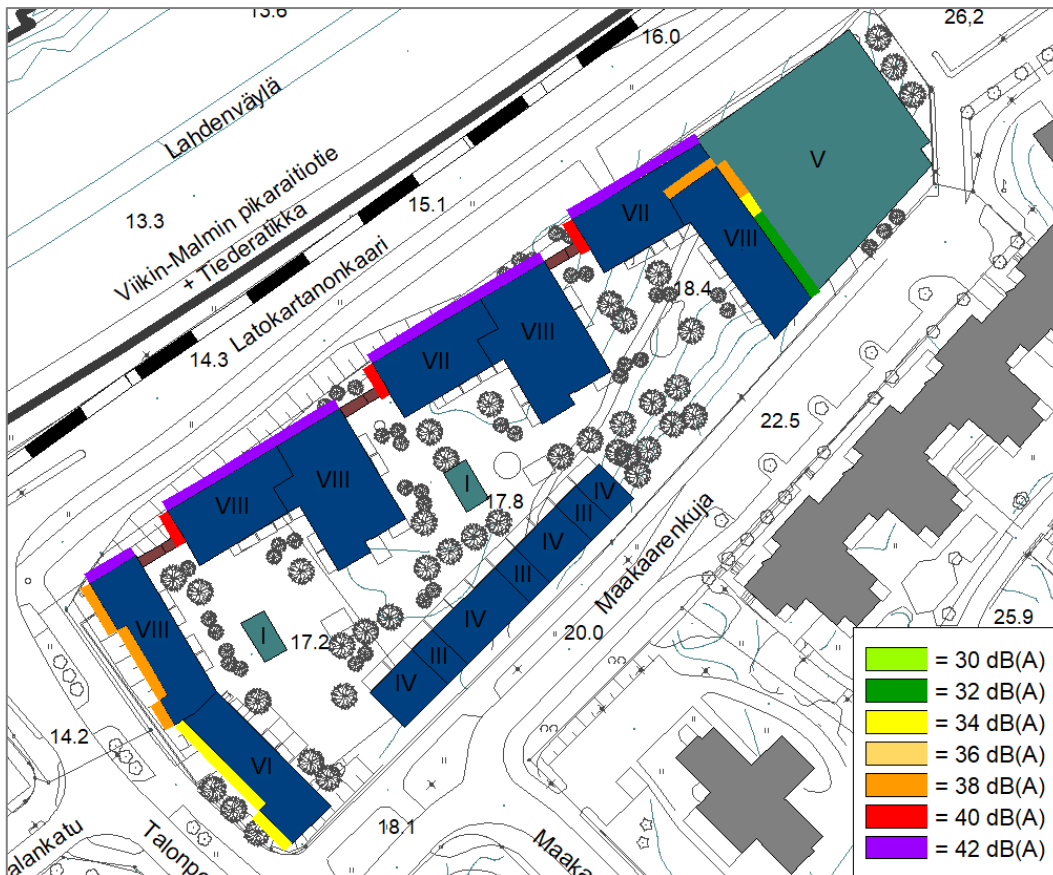 13.6
26,2
16.0
Lahdenväylä
V
Viikin-Malmin pikaraitiotie
+ Tiederatikka
15.1
13.3
VII
VIII
Latokartanonkaari
18.4
14.3
VIII
VII
22.5
VIII
VIII
I
17.8
IV
III
IV
III
IV
III
IV
Maakaarenkuja
VIII
I
17.2
20.0
25.9
14.2
VI
18.1
alankatu
Talonpo
Maaka
= 30 dB(A)
= 32 dB(A)
= 34 dB(A)
= 36 dB(A)
= 38 dB(A)
= 40 dB(A)
= 42 dB(A)